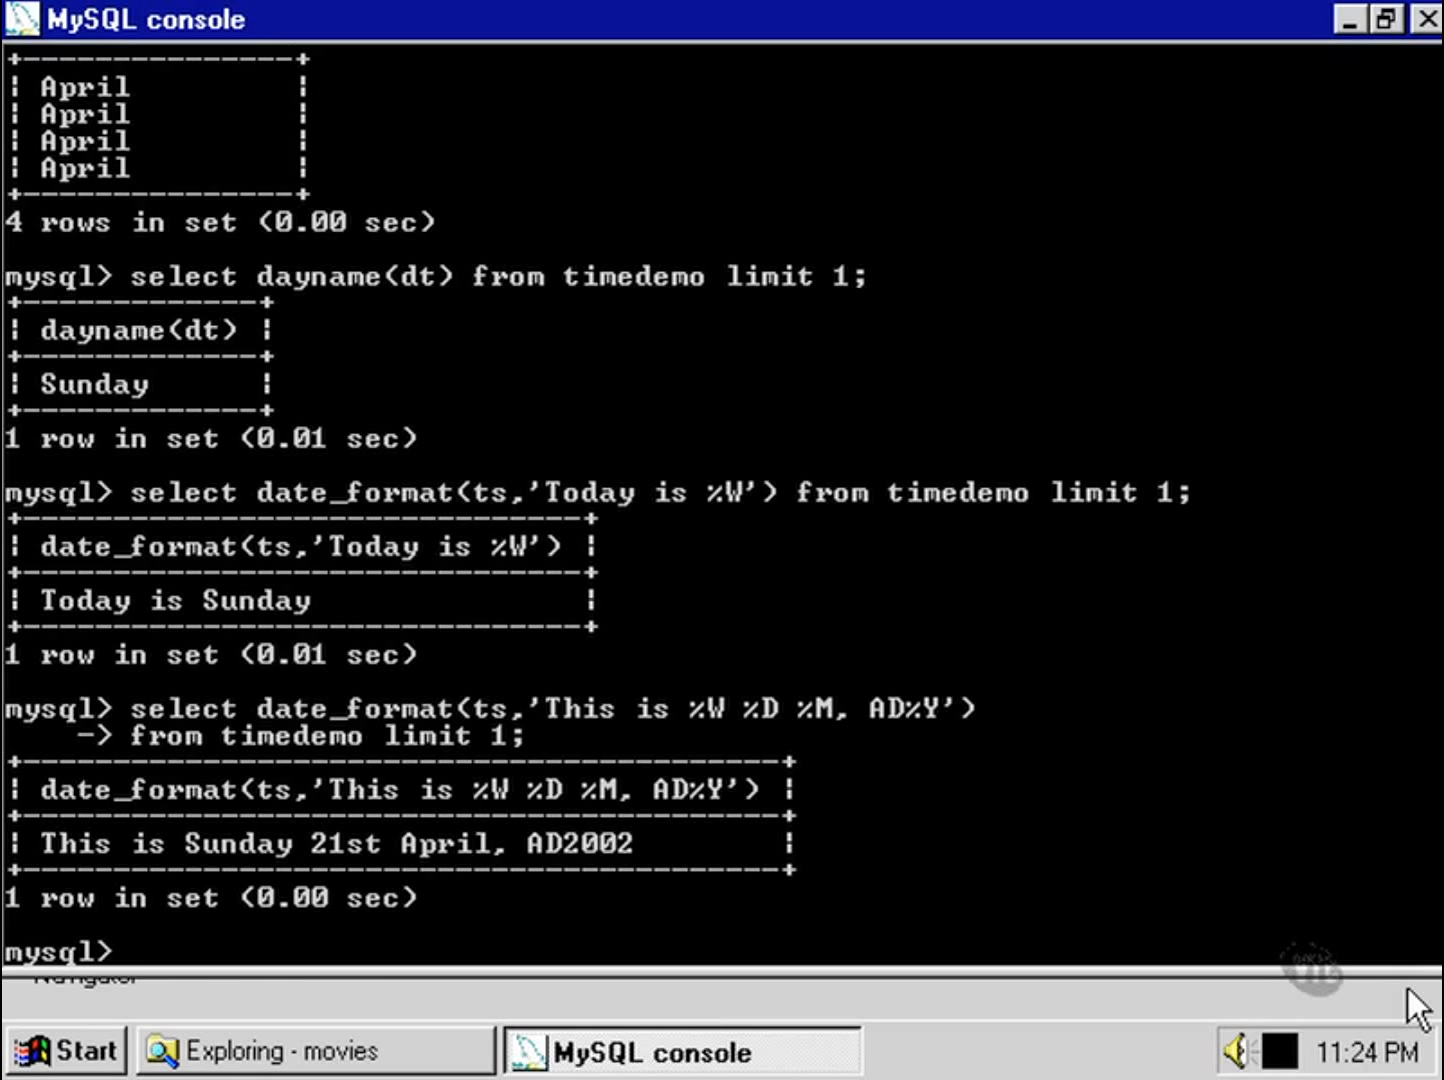 MySQL console
+---------------+
| April         |
| April         |
| April         |
| April         |
+---------------+
4 rows in set (0.00 sec)
mysql> select dayname(dt) from timedemo limit 1;
+-------------+
| dayname(dt) |
+-------------+
| Sunday      |
+-------------+
1 row in set (0.01 sec)
mysql> select date_format(ts,'Today is %W') from timedemo limit 1;
+-------------------------------+
| date_format(ts,'Today is %W') |
+-------------------------------+
| Today is Sunday               |
+-------------------------------+
1 row in set (0.01 sec)
mysql> select date_format(ts,'This is %W %D %M, AD%Y')
    -> from timedemo limit 1;
+------------------------------------------+
| date_format(ts,'This is %W %D %M, AD%Y') |
+------------------------------------------+
| This is Sunday 21st April, AD2002        |
+------------------------------------------+
1 row in set (0.00 sec)
mysql>
Navigator
Start
Exploring - movies
MySQL console
11:24 PM